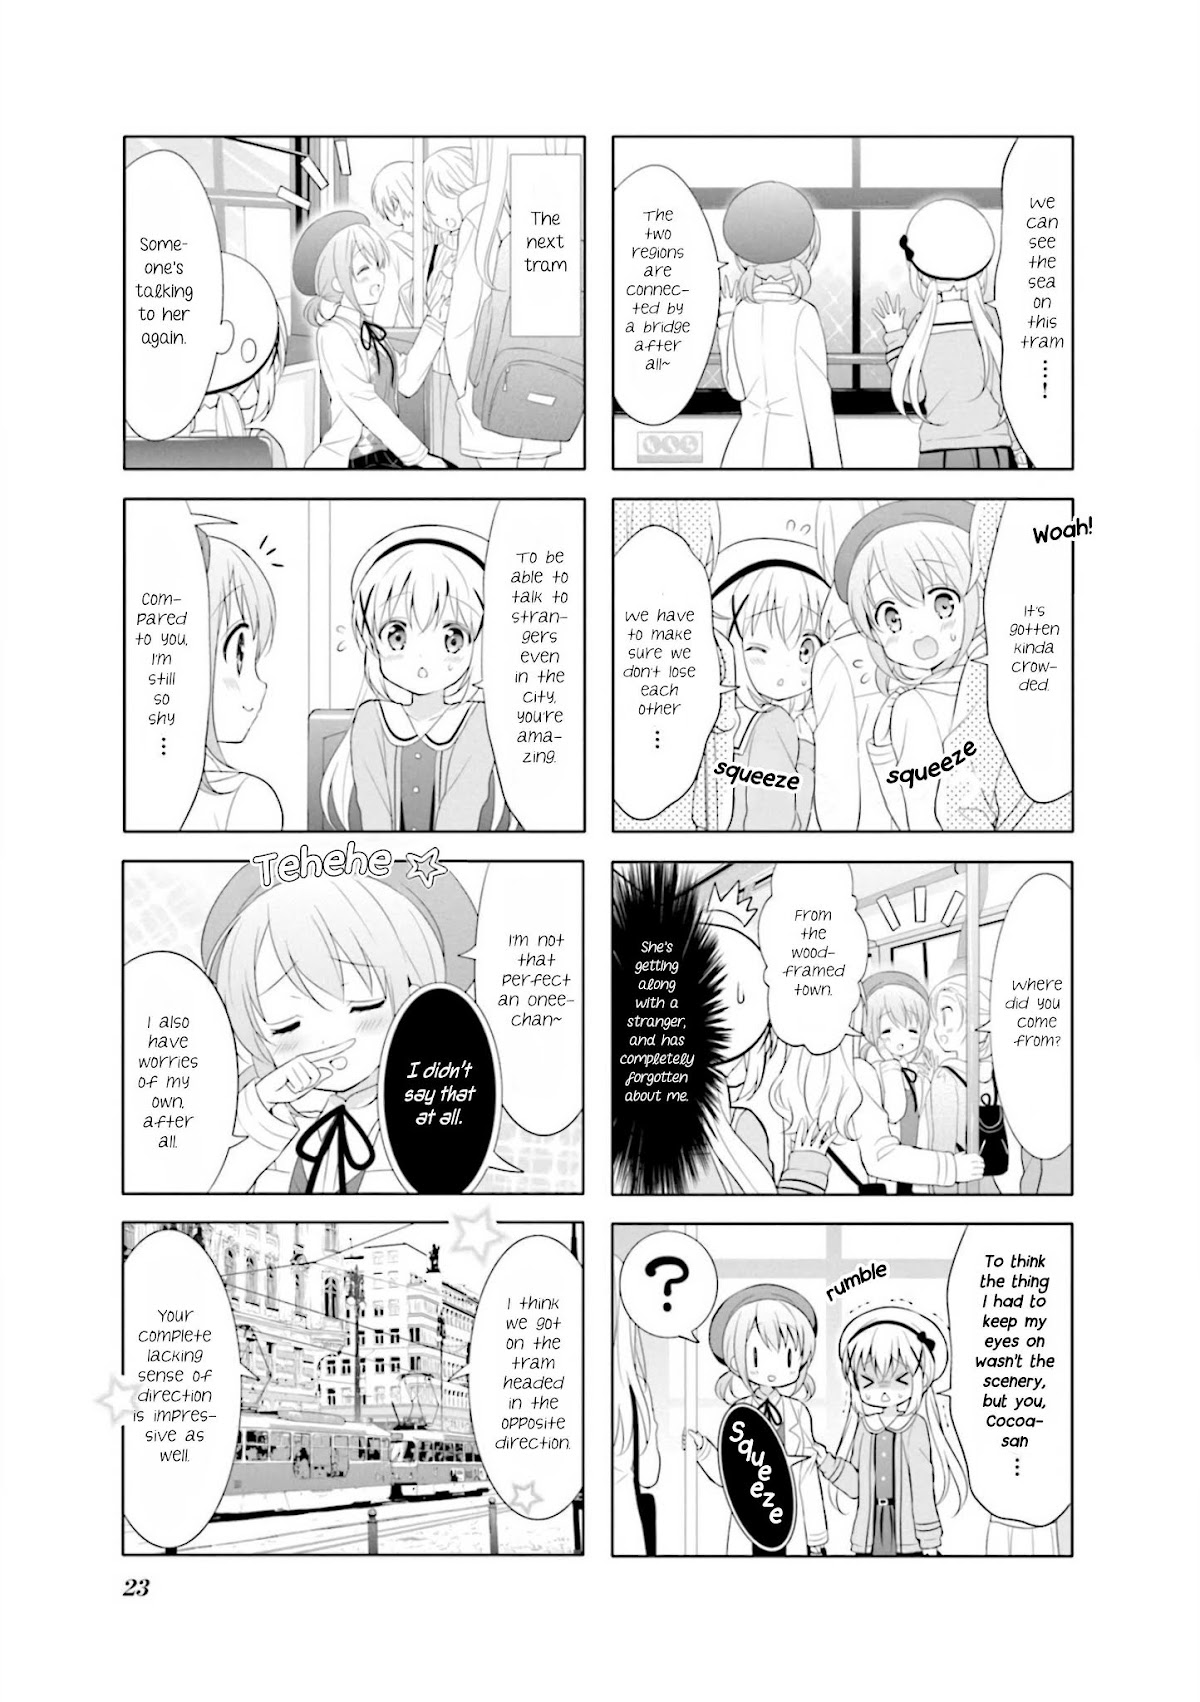 We
can
see
the
sea
on
this
tram
...!
The
two
regions
are
connec-
ted by
a bridge
after
all~
Woah!
It's
gotten
kinda
crow-
ded.
We have
to make
sure we
don't lose
each
other
...
squeeze
squeeze
Where
did you
come
from?
From
the
wood-
framed
town.
She's
getting
along
with a
stranger,
and has
completely
forgotten
about me.
To think
the thing
I had to
keep my
eyes on
wasn't the
scenery,
but you,
Cocoa-
san
...
rumble
?
Squeeze
The
next
tram
Some-
one's
talking
to her
again.
To be
able to
talk to
stran-
gers
even
in the
city,
you're
ama-
zing.
Com-
pared
to you,
I'm
still
so
shy
...
Tehehe ☆
I'm not
that
perfect
an onee-
chan~
I also
have
worries
of my
own,
after
all.
I didn't
say that
at all.
I think
we got
on the
tram
headed
in the
opposite
direction.
Your
complete
lacking
sense of
direction
is impres-
sive as
well.
23